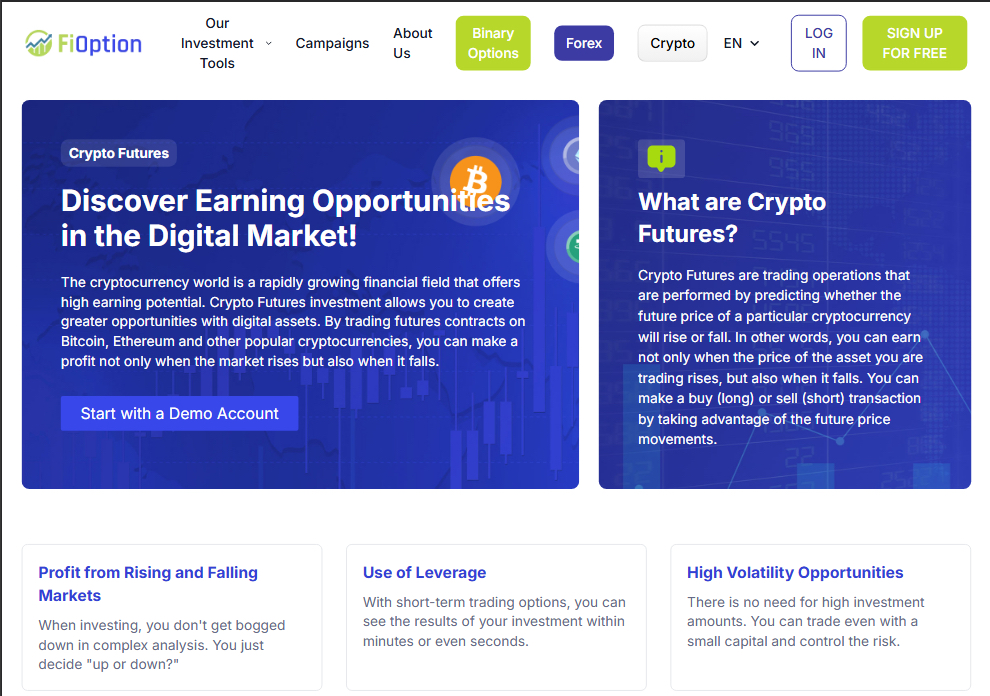 FiOption
Our
Investment
Tools
Campaigns
About
Us
Binary
Options
Forex
Crypto
EN
LOG
IN
SIGN UP
FOR FREE
Crypto Futures
Discover Earning Opportunities
in the Digital Market!
The cryptocurrency world is a rapidly growing financial field that offers
high earning potential. Crypto Futures investment allows you to create
greater opportunities with digital assets. By trading futures contracts on
Bitcoin, Ethereum and other popular cryptocurrencies, you can make a
profit not only when the market rises but also when it falls.
Start with a Demo Account
What are Crypto
Futures?
Crypto Futures are trading operations that
are performed by predicting whether the
future price of a particular cryptocurrency
will rise or fall. In other words, you can earn
not only when the price of the asset you are
trading rises, but also when it falls. You can
make a buy (long) or sell (short) transaction
by taking advantage of the future price
movements.
Profit from Rising and Falling
Markets
When investing, you don't get bogged
down in complex analysis. You just
decide "up or down?"
Use of Leverage
With short-term trading options, you can
see the results of your investment within
minutes or even seconds.
High Volatility Opportunities
There is no need for high investment
amounts. You can trade even with a
small capital and control the risk.